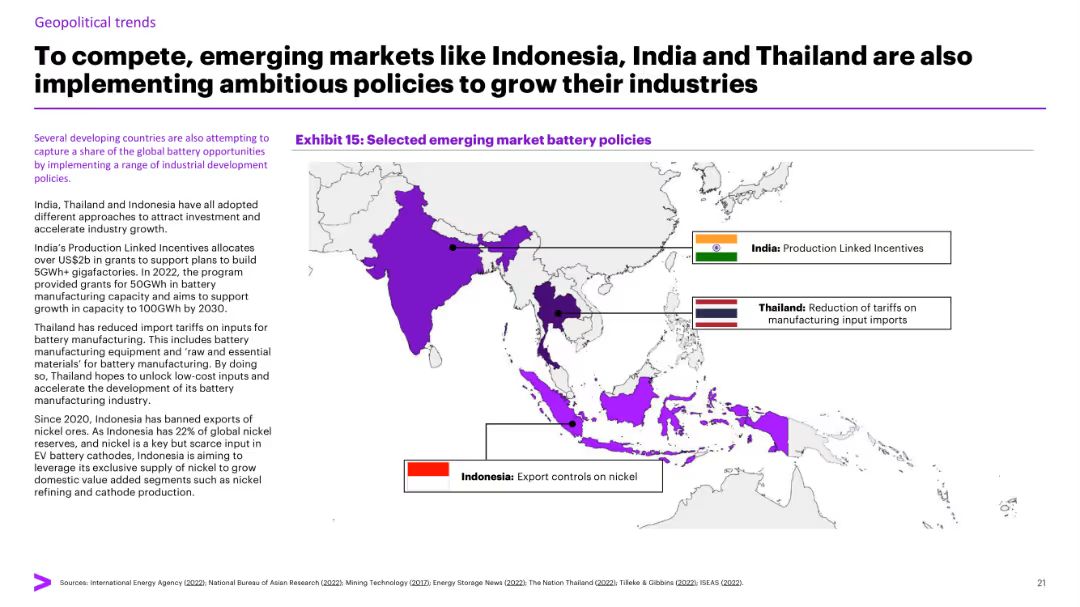 Geopolitical trends
To compete, emerging markets like Indonesia, India and Thailand are also
implementing ambitious policies to grow their industries
Several developing countries are also attempting to
capture a share of the global battery opportunities
by implementing a range of industrial development
policies.
India, Thailand and Indonesia have all adopted
different approaches to attract investment and
accelerate industry growth.
India's Production Linked Incentives allocates
over US$2b in grants to support plans to build
5GWh+ gigafactories. In 2022, the program
provided grants for 50GWh in battery
manufacturing capacity and aims to support
growth in capacity to 100GWh by 2030.
Thailand has reduced import tariffs on inputs for
battery manufacturing. This includes battery
manufacturing equipment and 'raw and essential
materials' for battery manufacturing. By doing
so, Thailand hopes to unlock low-cost inputs and
accelerate the development of its battery
manufacturing industry.
Since 2020, Indonesia has banned exports of
nickel ores. As Indonesia has 22% of global nickel
reserves, and nickel is a key but scarce input in
EV battery cathodes, Indonesia is aiming to
leverage its exclusive supply of nickel to grow
domestic value added segments such as nickel
refining and cathode production.
Exhibit 15: Selected emerging market battery policies
India: Production Linked Incentives
Thailand: Reduction of tariffs on
manufacturing input imports
Indonesia: Export controls on nickel
Sources: International Energy Agency (2022); National Bureau of Asian Research (2022); Mining Technology (2017); Energy Storage News (2022); The Nation Thailand (2022); Tilleke & Gibbins (2022); ISEAS (2022).
21